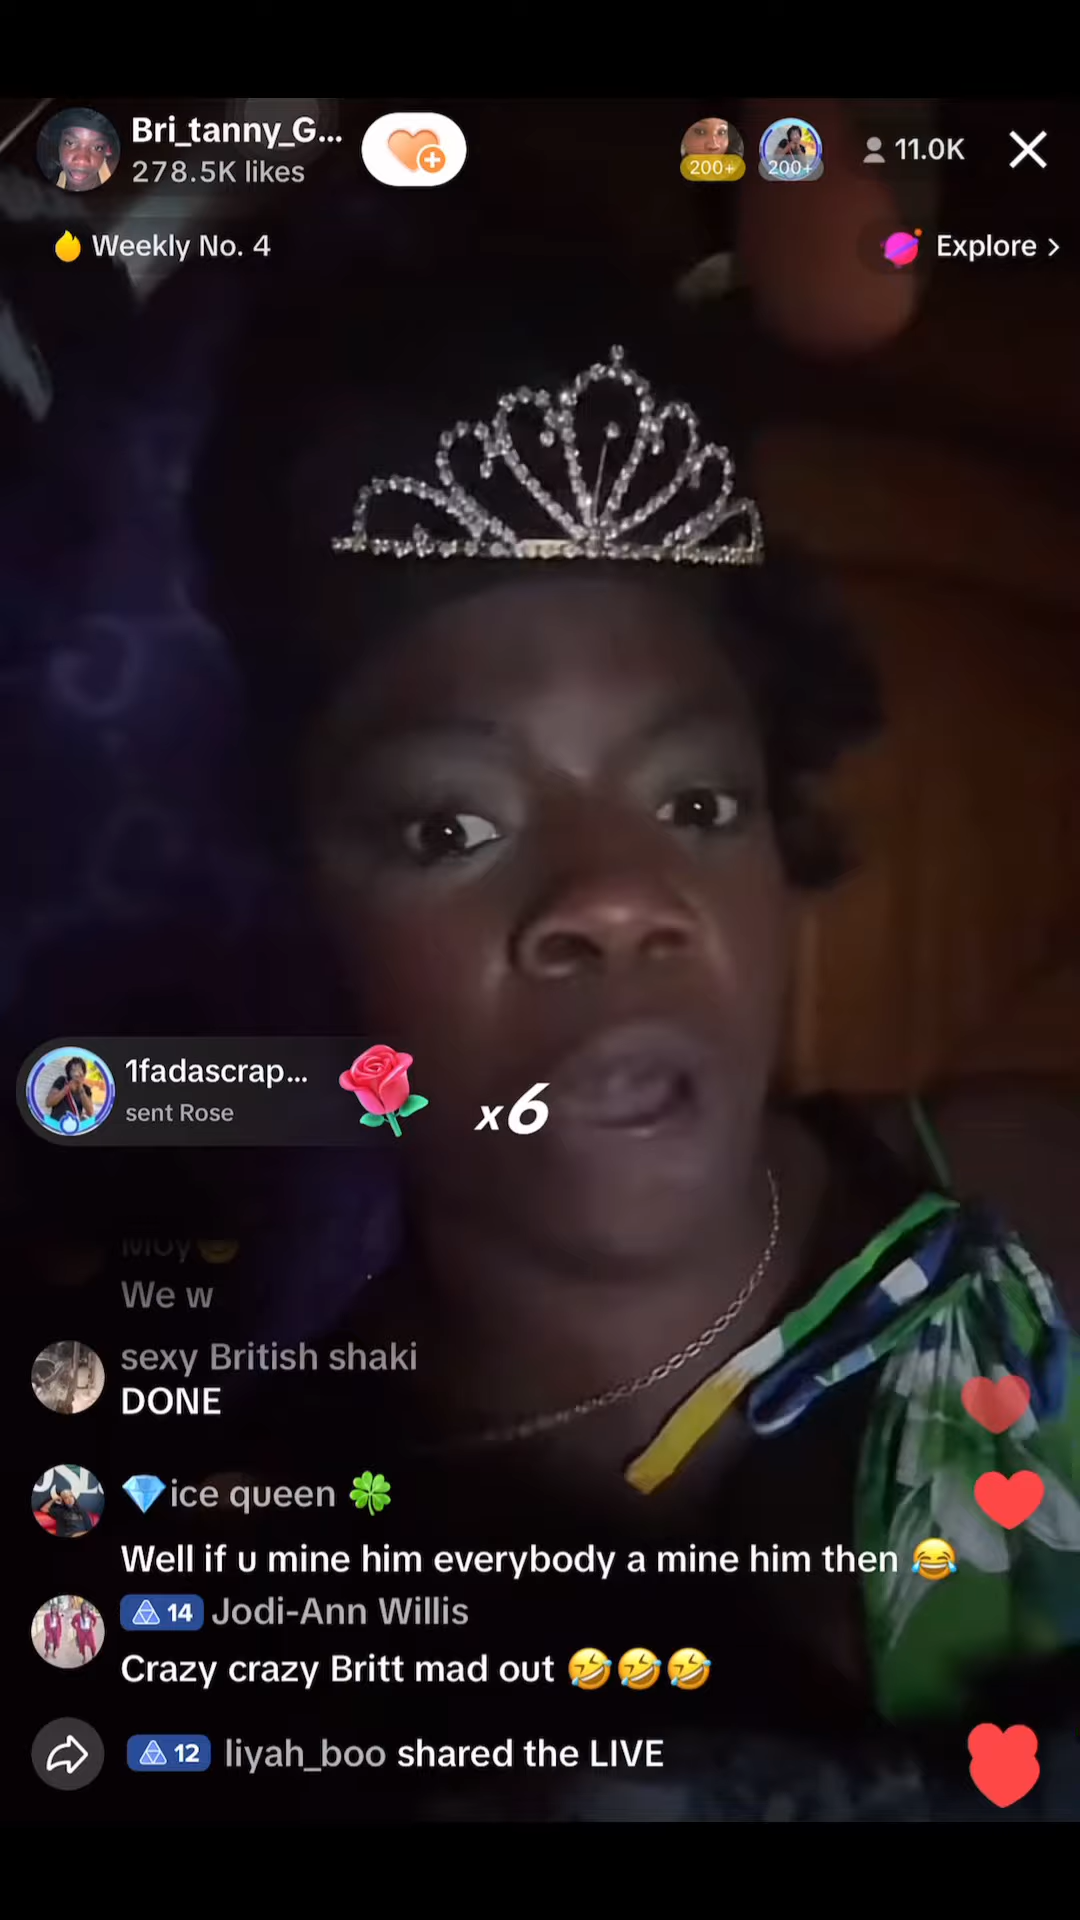 Bri_tanny_G...
278.5K likes
200+
200+
11.0K
Weekly No. 4
Explore >
1fadascrap...
sent Rose
x6
Moy
We w
sexy British shaki
DONE
💎ice queen 🍀
Well if u mine him everybody a mine him then 😂
14 Jodi-Ann Willis
Crazy crazy Britt mad out 🤣🤣🤣
12 liyah_boo shared the LIVE